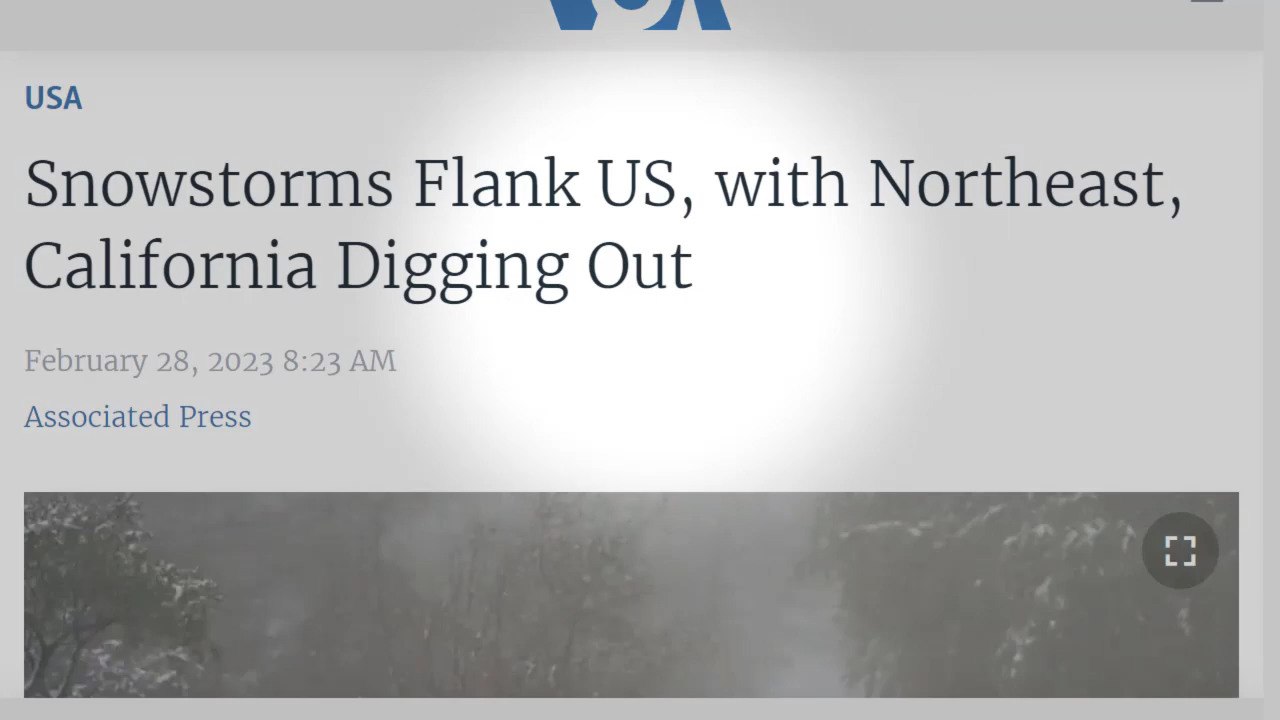 USA
Snowstorms Flank US, with Northeast,
California Digging Out
February 28, 2023 8:23 AM
Associated Press